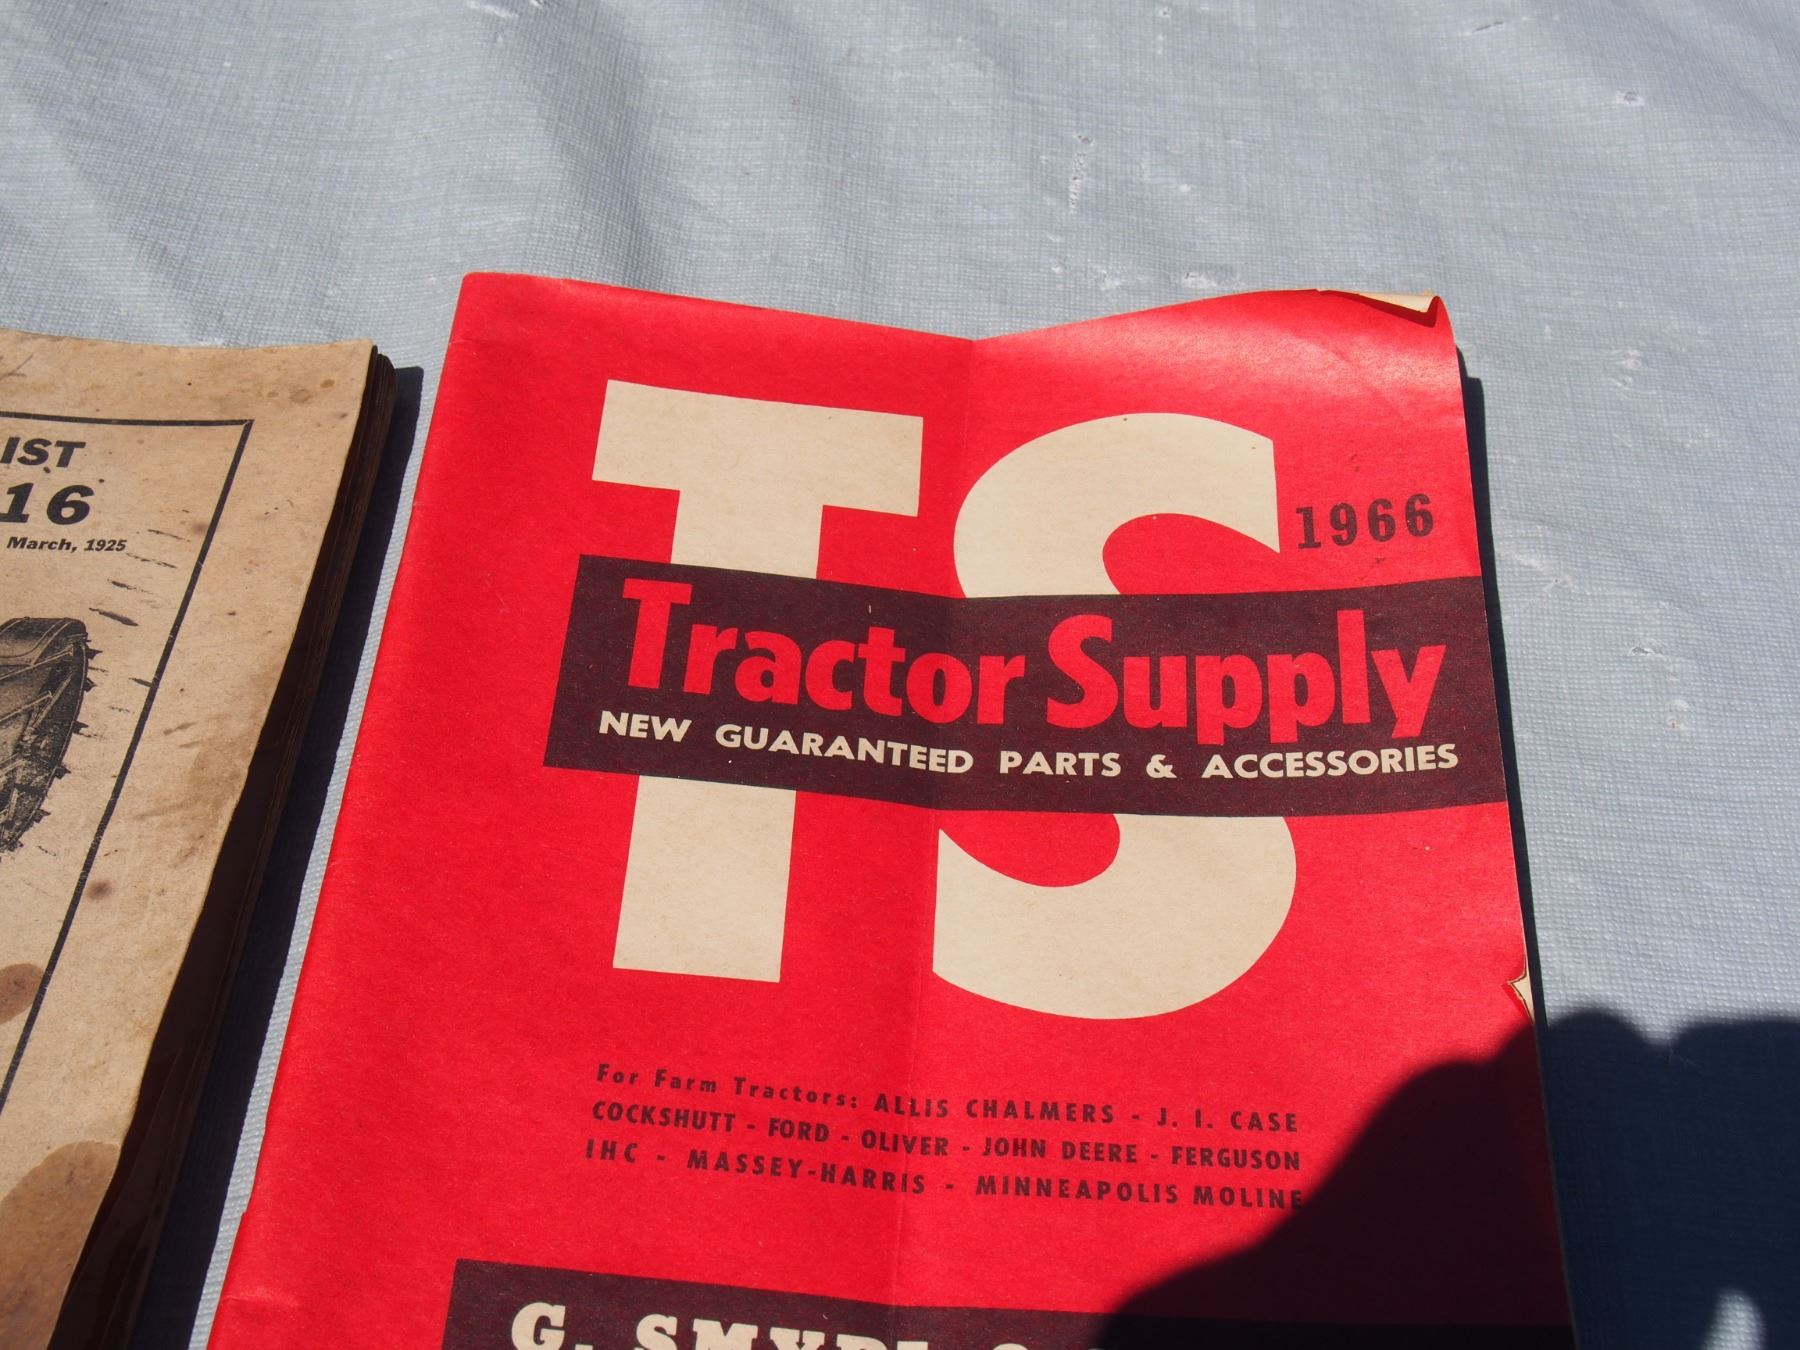 IST
16
March, 1925
TS
1966
Tractor Supply
NEW GUARANTEED PARTS & ACCESSORIES
For Farm Tractors: ALLIS CHALMERS - J. I. CASE
COCKSHUTT - FORD - OLIVER - JOHN DEERE - FERGUSON
IHC - MASSEY-HARRIS - MINNEAPOLIS MOLINE
G.